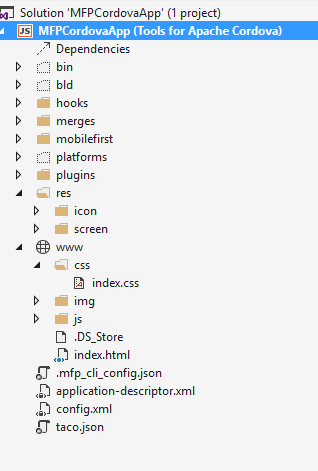 Solution 'MFPCordovaApp' (1 project)
JS MFPCordovaApp (Tools for Apache Cordova)
Dependencies
bin
bld
hooks
merges
mobilefirst
platforms
plugins
res
icon
screen
www
css
index.css
img
js
.DS_Store
index.html
.mfp_cli_config.json
application-descriptor.xml
config.xml
taco.json